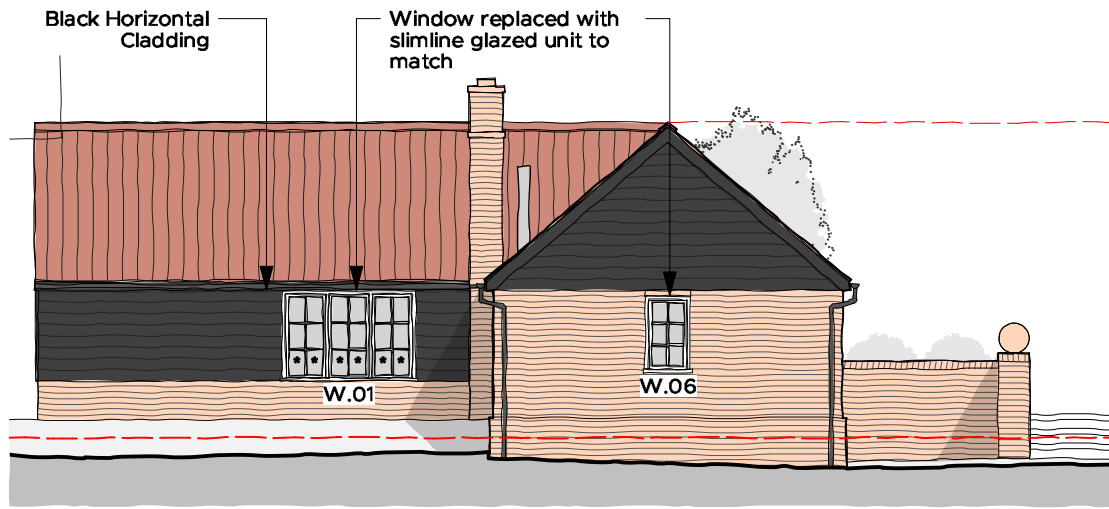 Black Horizontal
Cladding
Window replaced with
slimline glazed unit to
match
W.01
W.06